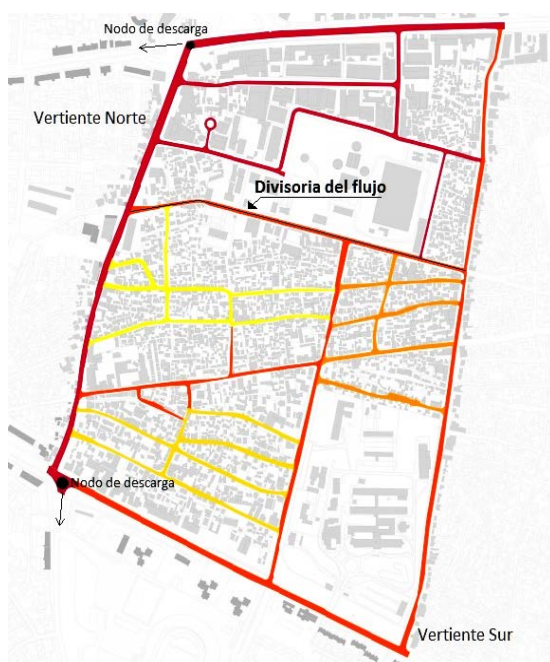 Nodo de descarga
Vertiente Norte
Divisoria del flujo
Nodo de descarga
Vertiente Sur